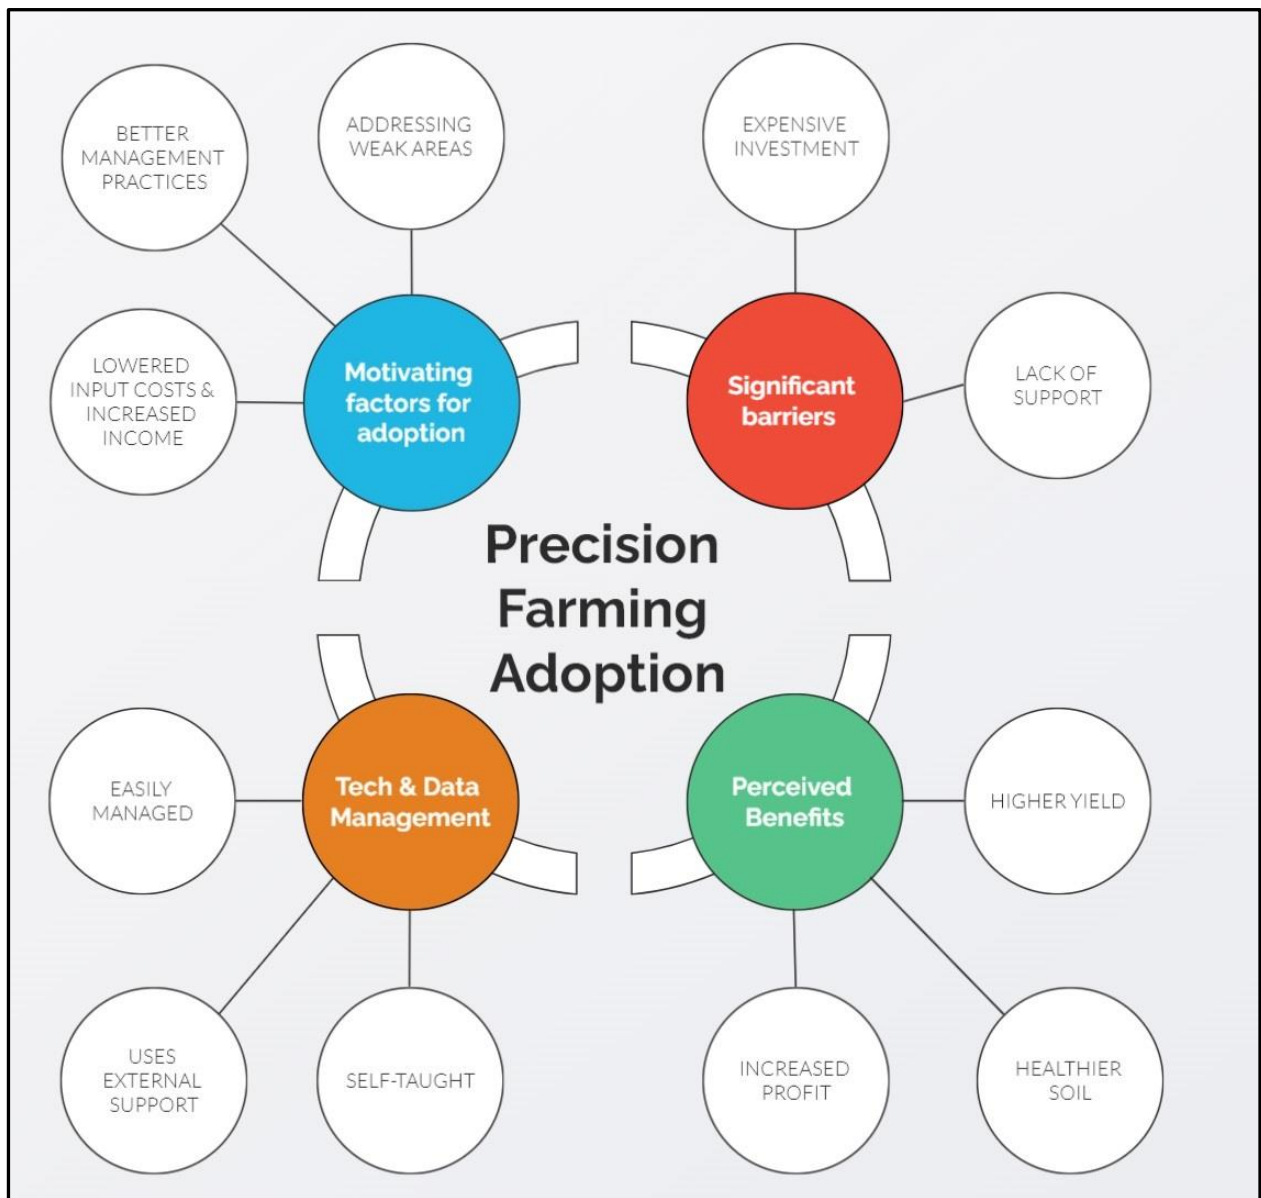 BETTER
MANAGEMENT
PRACTICES
ADDRESSING
WEAK AREAS
EXPENSIVE
INVESTMENT
LOWERED
INPUT COSTS &
INCREASED
INCOME
Motivating
factors for
adoption
Significant
barriers
LACK OF
SUPPORT
Precision
Farming
Adoption
EASILY
MANAGED
Tech & Data
Management
Perceived
Benefits
HIGHER YIELD
USES
EXTERNAL
SUPPORT
SELF-TAUGHT
INCREASED
PROFIT
HEALTHIER
SOIL